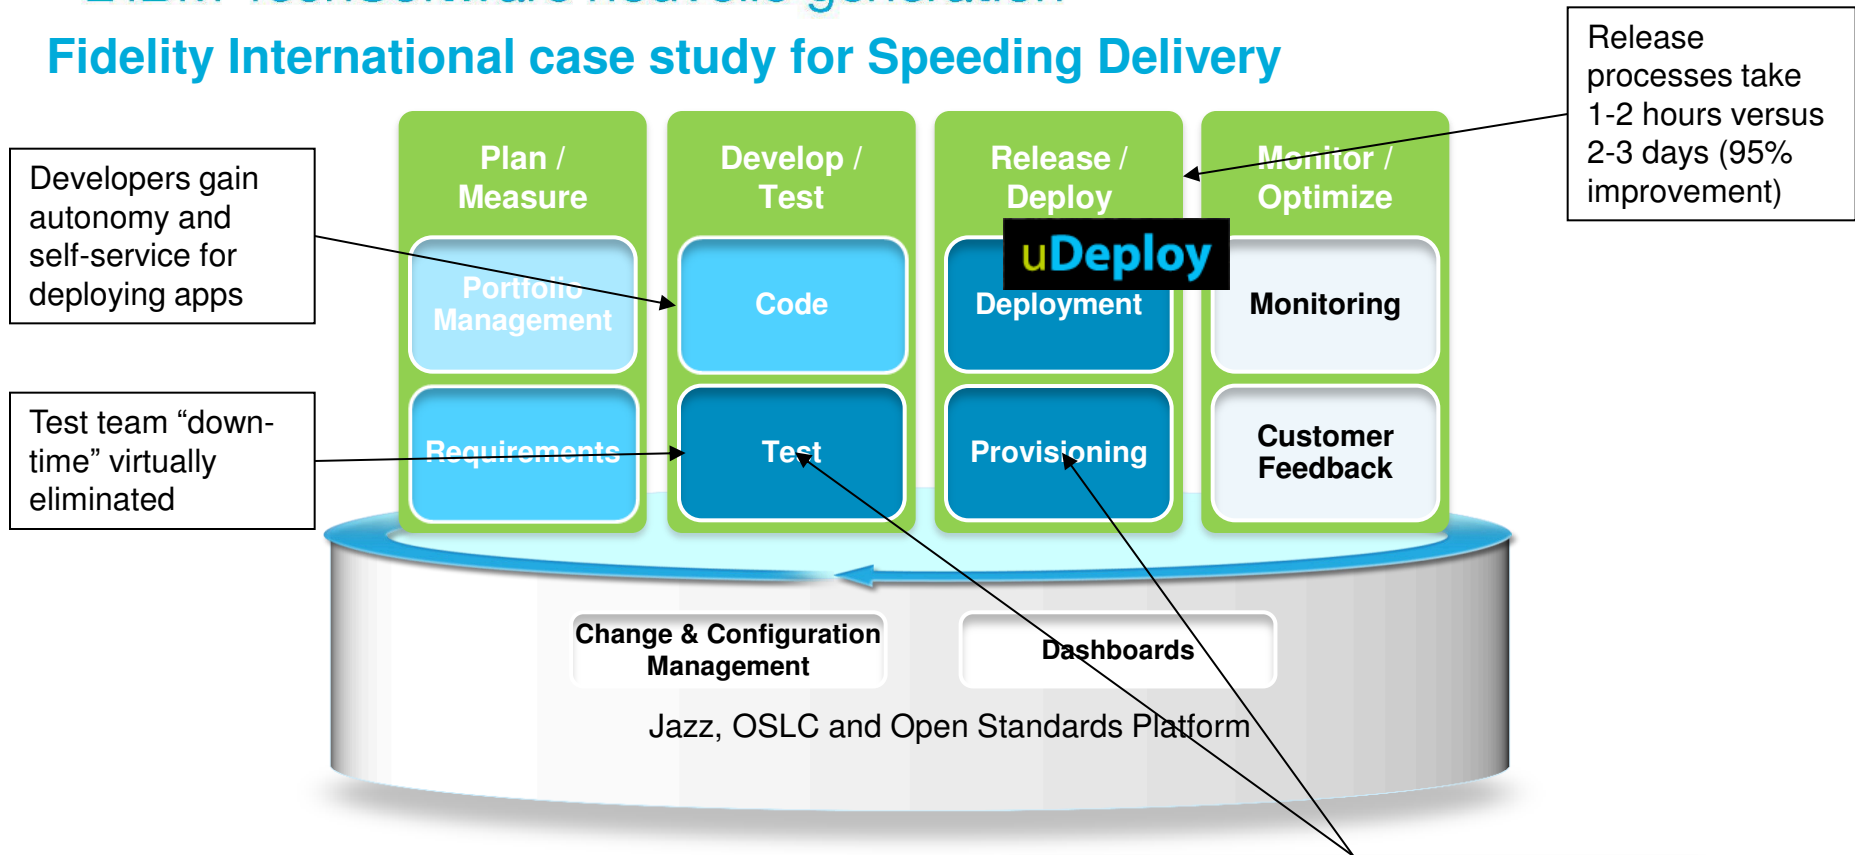 Fidelity International case study for Speeding Delivery
Release
processes take
1-2 hours versus
2-3 days (95%
improvement)
Developers gain
autonomy and
self-service for
deploying apps
Test team “down-
time” virtually
eliminated
Plan /
Measure
Portfolio
Management
Requirements
Develop /
Test
Code
Test
Release /
Deploy
uDeploy
Deployment
Provisioning
Monitor /
Optimize
Monitoring
Customer
Feedback
Change & Configuration
Management
Dashboards
Jazz, OSLC and Open Standards Platform